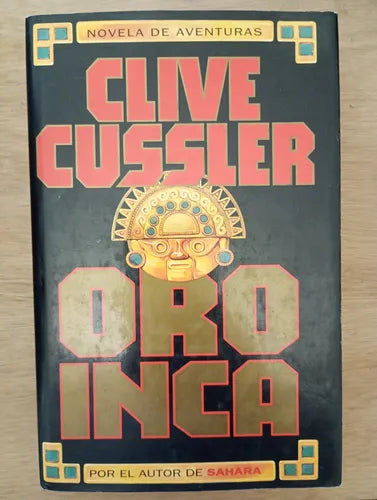 NOVELA DE AVENTURAS
CLIVE
CUSSLER
ORO
INCA
POR EL AUTOR DE SAHARA